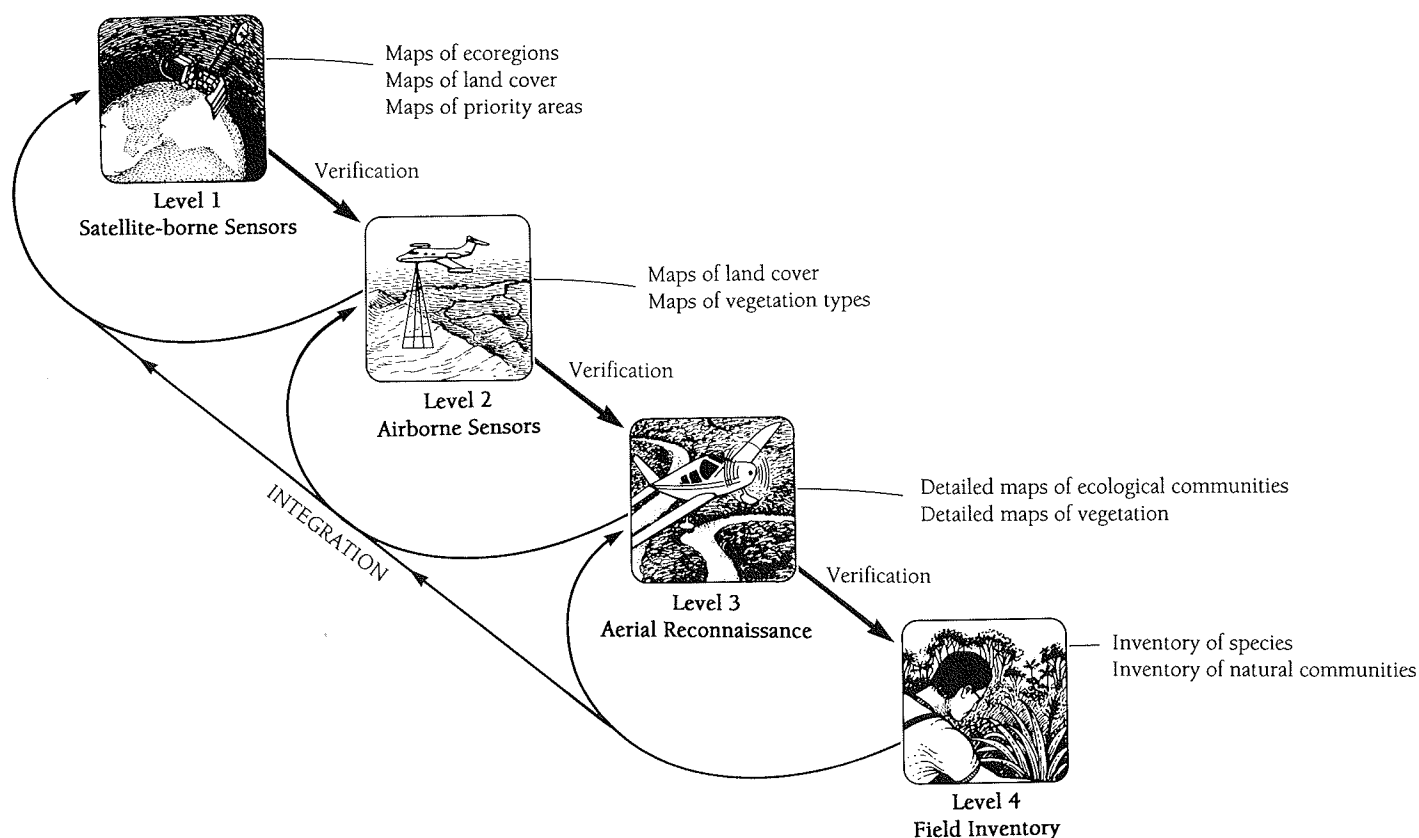 Maps of ecoregions
Maps of land cover
Maps of priority areas
Verification
Level 1
Satellite-borne Sensors
Maps of land cover
Maps of vegetation types
Verification
Level 2
Airborne Sensors
INTEGRATION
Detailed maps of ecological communities
Detailed maps of vegetation
Verification
Level 3
Aerial Reconnaissance
Inventory of species
Inventory of natural communities
Level 4
Field Inventory